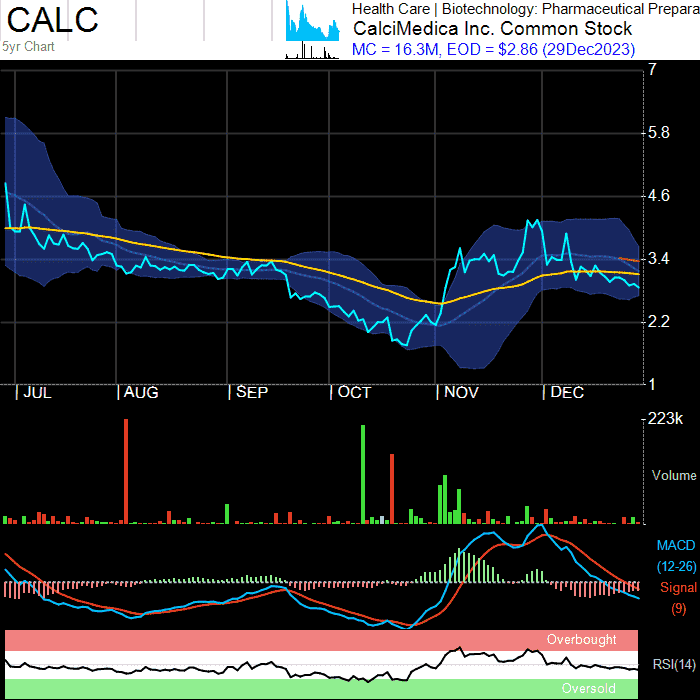 CALC
Health Care | Biotechnology: Pharmaceutical Prepara
CalciMedica Inc. Common Stock
5yr Chart
MC = 16.3M, EOD = $2.86 (29Dec2023)
7
5.8
4.6
3.4
2.2
1
| JUL | AUG | SEP | OCT | NOV | DEC
223k
Volume
MACD
(12-26)
Signal
(9)
Overbought
RSI(14)
Oversold